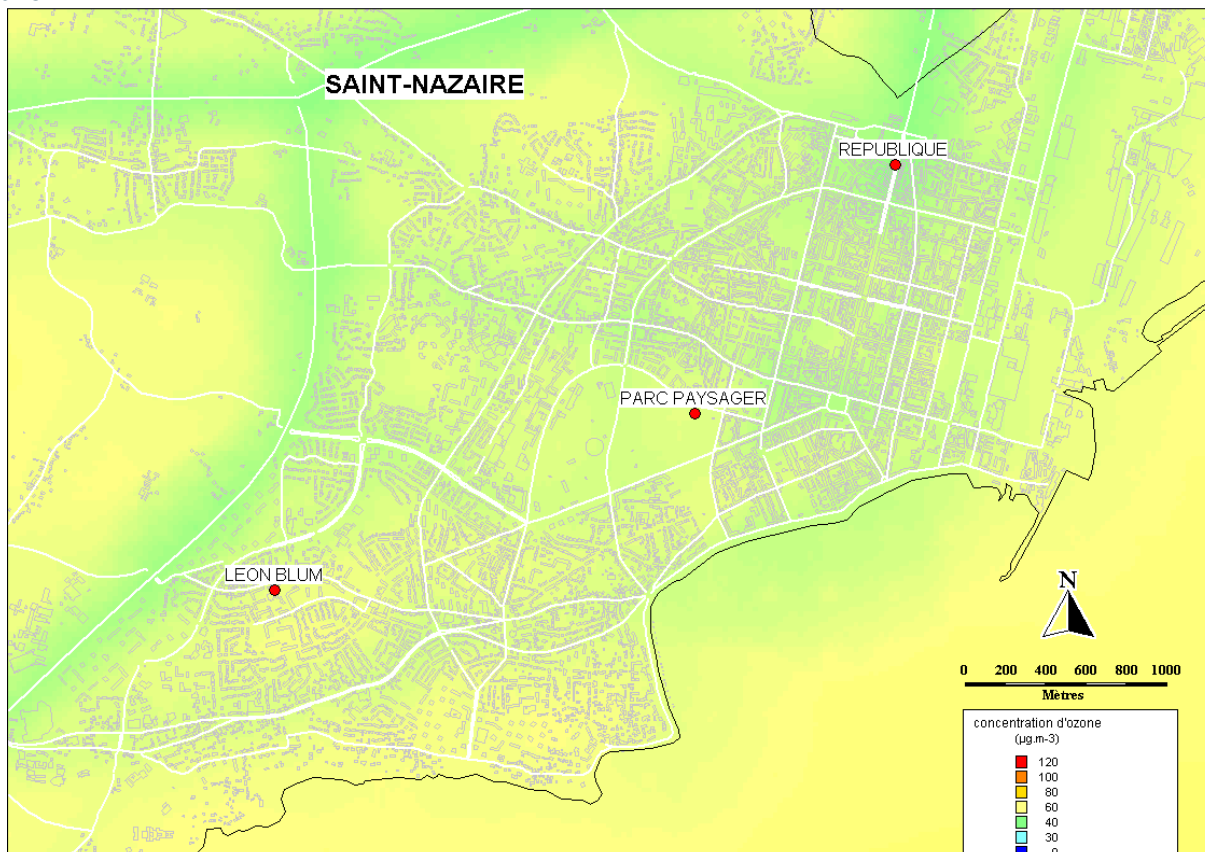 SAINT-NAZAIRE
REPUBLIQUE
PARC PAYSAGER
LEON BLUM
N
0 200 400 600 800 1000
Mètres
concentration d'ozone
(µg.m-3)
120
100
80
60
40
30
0